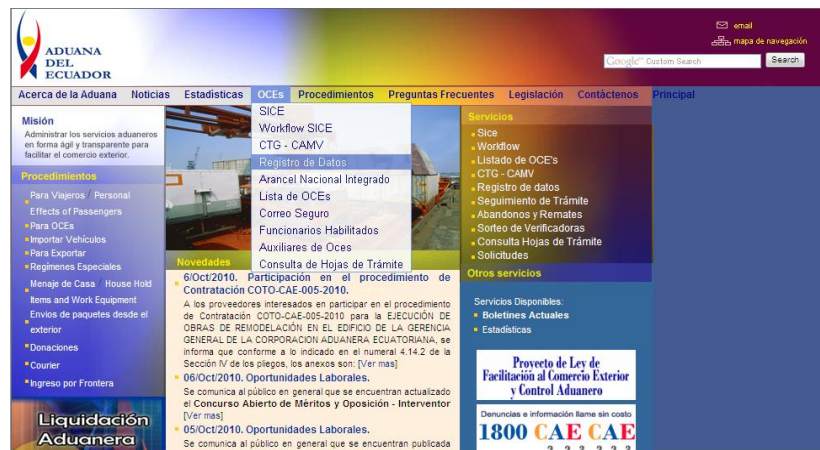 ADUANA
DEL
ECUADOR
email
mapa de navegación
Google™ Custom Search
Search
Acerca de la Aduana Noticias Estadísticas OCEs Procedimientos Preguntas Frecuentes Legislación Contáctenos Principal
Misión
Administrar los servicios aduaneros
en forma ágil y transparente para
facilitar el comercio exterior.
Procedimientos
Para Viajeros / Personal
Effects of Passengers
Para OCEs
Importar Vehículos
Para Exportar
Regímenes Especiales
Menaje de Casa / House Hold
Items and Work Equipment
Envios de paquetes desde el
exterior
Donaciones
Courier
Ingreso por Frontera
Liquidación
Aduanera
SICE
Workflow SICE
CTG - CAMV
Registro de Datos
Arancel Nacional Integrado
Lista de OCEs
Correo Seguro
Funcionarios Habilitados
Auxiliares de Oces
Consulta de Hojas de Trámite
Novedades
6/Oct/2010. Participación en el procedimiento de
Contratación COTO-CAE-005-2010.
A los proveedores interesados en participar en el procedimiento
de Contratación COTO-CAE-005-2010 para la EJECUCIÓN DE
OBRAS DE REMODELACIÓN EN EL EDIFICIO DE LA GERENCIA
GENERAL DE LA CORPORACION ADUANERA ECUATORIANA, se
informa que conforme a lo indicado en el numeral 4.14.2 de la
Sección IV de los pliegos, los anexos son: [Ver mas]
06/Oct/2010. Oportunidades Laborales.
Se comunica al público en general que se encuentran actualizado
el Concurso Abierto de Méritos y Oposición - Interventor
[Ver mas]
05/Oct/2010. Oportunidades Laborales.
Se comunica al público en general que se encuentran publicada
Servicios
Sice
Workflow
Listado de OCE's
CTG - CAMV
Registro de datos
Seguimiento de Trámite
Abandonos y Remates
Sorteo de Verificadoras
Consulta Hojas de Trámite
Solicitudes
Otros servicios
Servicios Disponibles:
Boletines Actuales
Estadísticas
Proyecto de Ley de
Facilitación al Comercio Exterior
y Control Aduanero
Denuncias e información llame sin costo
1800 CAE CAE
2 2 3 2 2 3